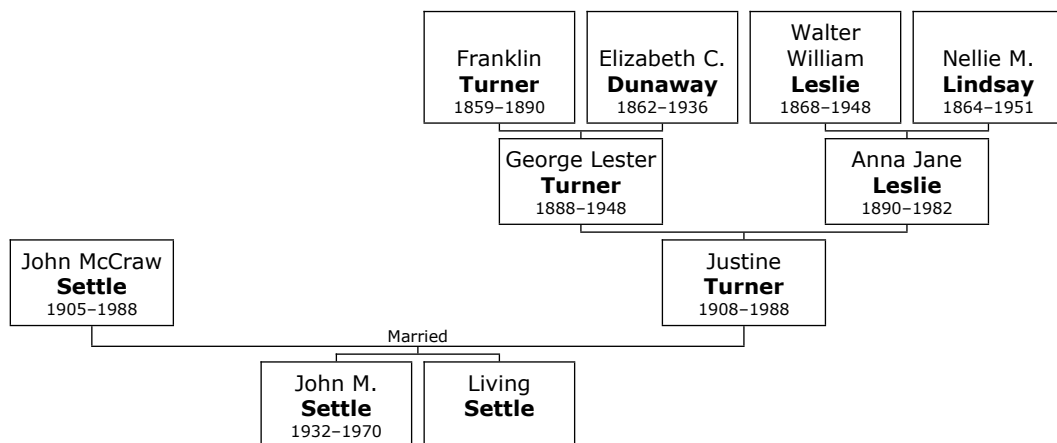 Franklin
Turner
1859–1890
Elizabeth C.
Dunaway
1862–1936
Walter
William
Leslie
1868–1948
Nellie M.
Lindsay
1864–1951
George Lester
Turner
1888–1948
Anna Jane
Leslie
1890–1982
John McCraw
Settle
1905–1988
Justine
Turner
1908–1988
Married
John M.
Settle
1932–1970
Living
Settle